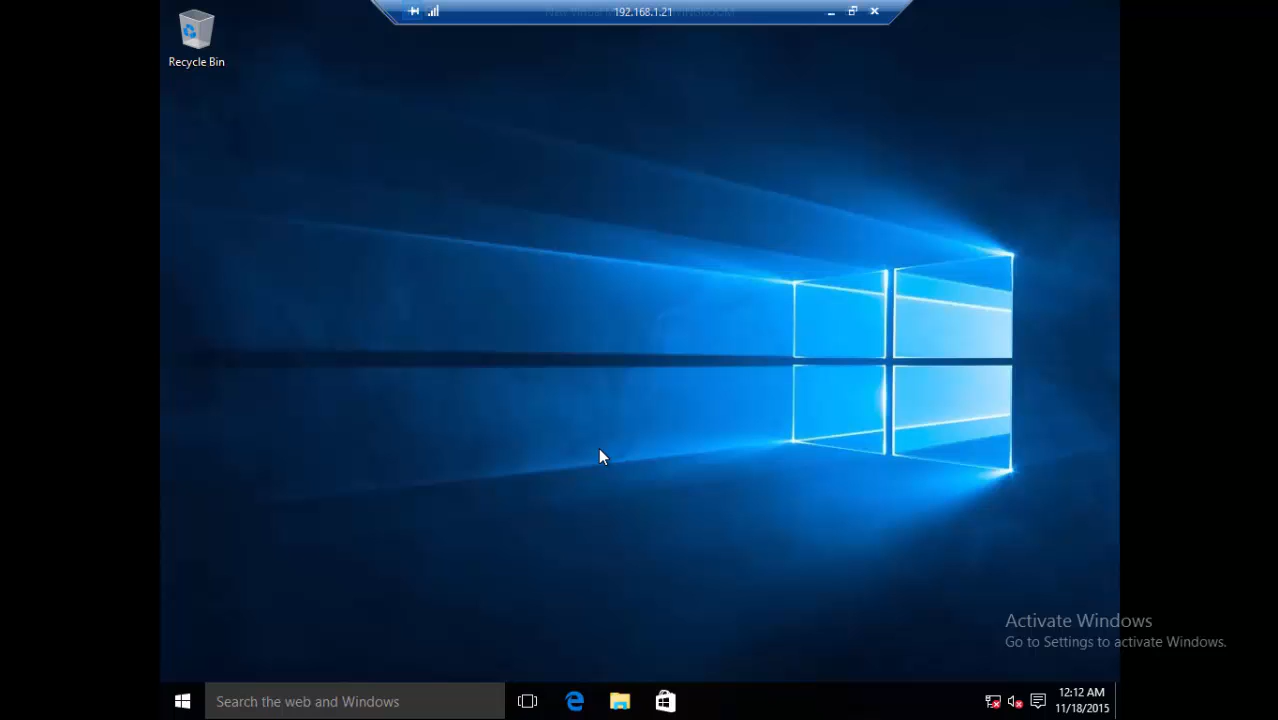 192.168.1.21
Recycle Bin
Activate Windows
Go to Settings to activate Windows.
Search the web and Windows
12:12 AM
11/18/2015